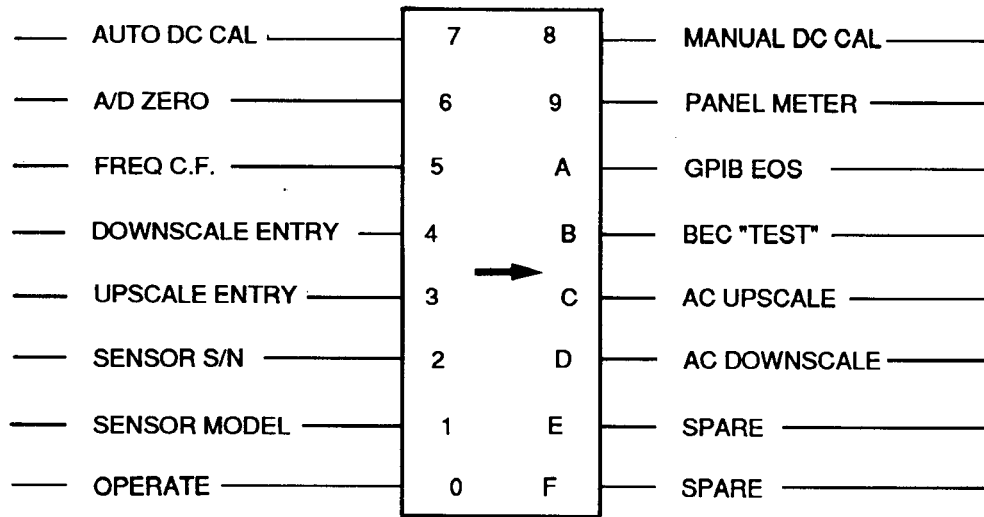 AUTO DC CAL 7 8 MANUAL DC CAL
A/D ZERO 6 9 PANEL METER
FREQ C.F. 5 A GPIB EOS
DOWNSCALE ENTRY 4 B BEC "TEST"
UPSCALE ENTRY 3 C AC UPSCALE
SENSOR S/N 2 D AC DOWNSCALE
SENSOR MODEL 1 E SPARE
OPERATE 0 F SPARE